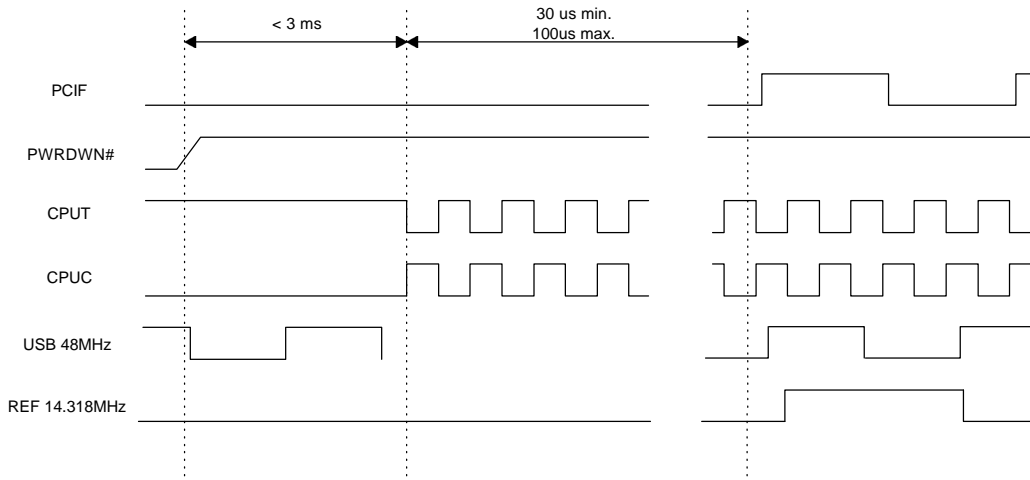 < 3 ms
30 us min.
100us max.
PCIF
PWRDWN#
CPUT
CPUC
USB 48MHz
REF 14.318MHz